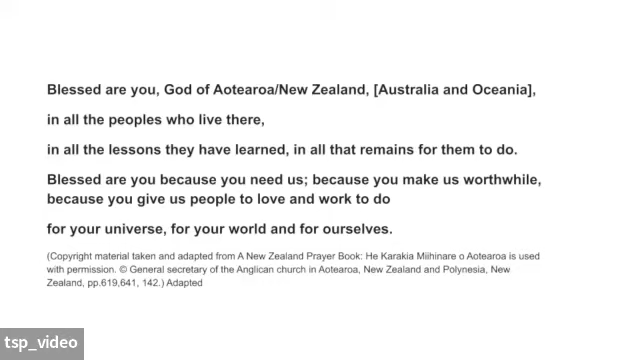 Blessed are you, God of Aotearoa/New Zealand, [Australia and Oceania],
in all the peoples who live there,
in all the lessons they have learned, in all that remains for them to do.
Blessed are you because you need us; because you make us worthwhile,
because you give us people to love and work to do
for your universe, for your world and for ourselves.
(Copyright material taken and adapted from A New Zealand Prayer Book: He Karakia Miihinare o Aotearoa is used
with permission. © General secretary of the Anglican church in Aotearoa, New Zealand and Polynesia, New
Zealand, pp.619,641, 142.) Adapted
tsp_video